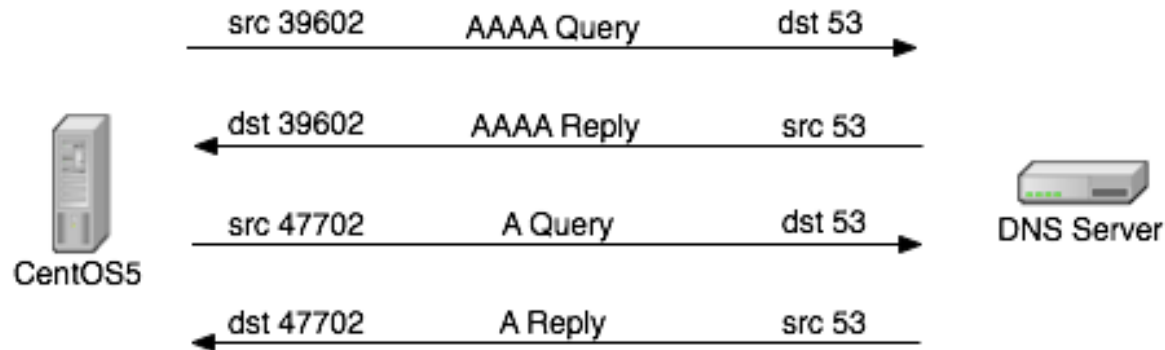 src 39602 AAAA Query dst 53
dst 39602 AAAA Reply src 53
src 47702 A Query dst 53
DNS Server
CentOS5
dst 47702 A Reply src 53